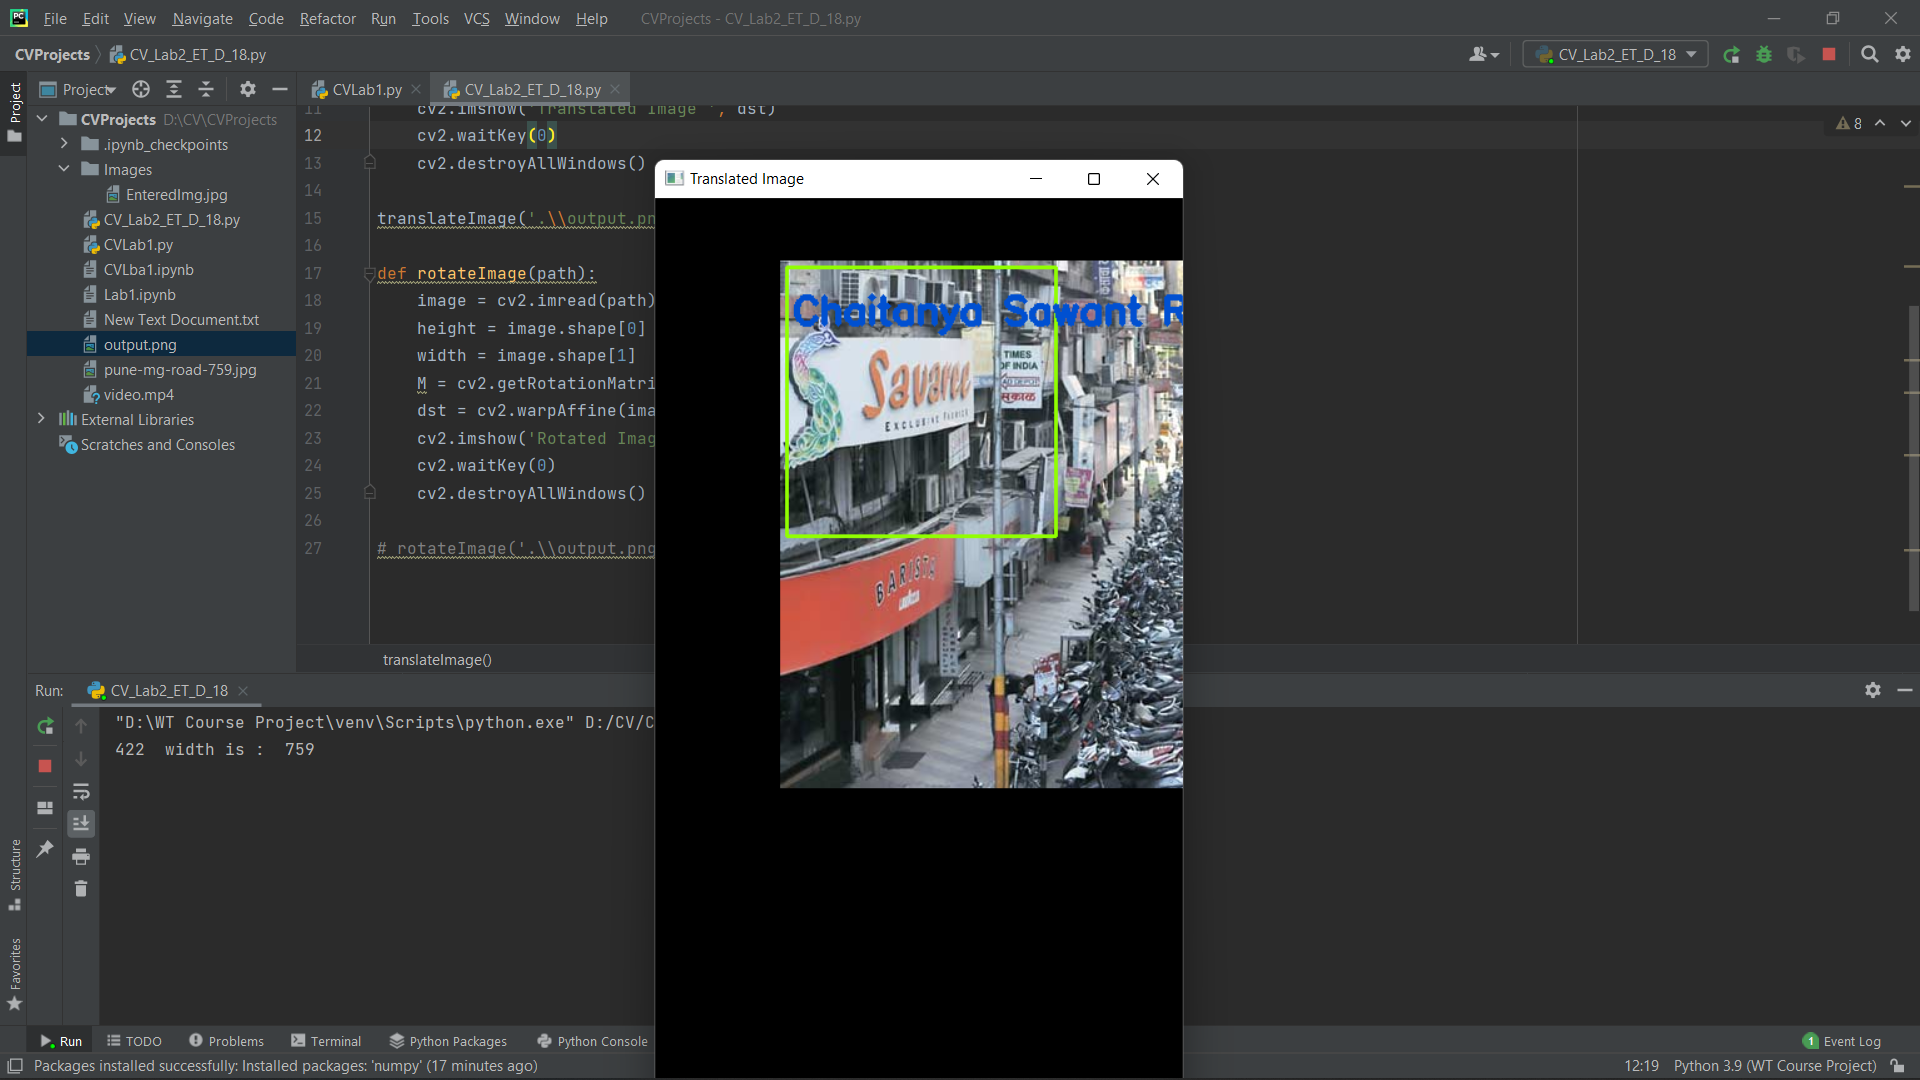 File Edit View Navigate Code Refactor Run Tools VCS Window Help CVProjects - CV_Lab2_ET_D_18.py
CVProjects CV_Lab2_ET_D_18.py
CV_Lab2_ET_D_18
Project
Project
CVLab1.py
CV_Lab2_ET_D_18.py
CVProjects D:\CV\CVProjects
.ipynb_checkpoints
Images
EnteredImg.jpg
CV_Lab2_ET_D_18.py
CVLab1.py
CVLba1.ipynb
Lab1.ipynb
New Text Document.txt
output.png
pune-mg-road-759.jpg
video.mp4
External Libraries
Scratches and Consoles
11 cv2.imshow('Translated Image ', dst)
12 cv2.waitKey(0)
13 cv2.destroyAllWindows()
14
15 translateImage('.\\output.pn
16
17 def rotateImage(path):
18 image = cv2.imread(path)
19 height = image.shape[0]
20 width = image.shape[1]
21 M = cv2.getRotationMatri
22 dst = cv2.warpAffine(ima
23 cv2.imshow('Rotated Imag
24 cv2.waitKey(0)
25 cv2.destroyAllWindows()
26
27 # rotateImage('.\\output.png
8
translateImage()
Translated Image
Chaitanya Sawant R
Savaree
EXCLUSIVE FABRICS
TIMES
OF INDIA
सकाळ
BARISTA
Run: CV_Lab2_ET_D_18
"D:\WT Course Project\venv\Scripts\python.exe" D:/CV/C
422 width is : 759
Structure
Favorites
Run TODO Problems Terminal Python Packages Python Console
1 Event Log
Packages installed successfully: Installed packages: 'numpy' (17 minutes ago)
12:19 Python 3.9 (WT Course Project)